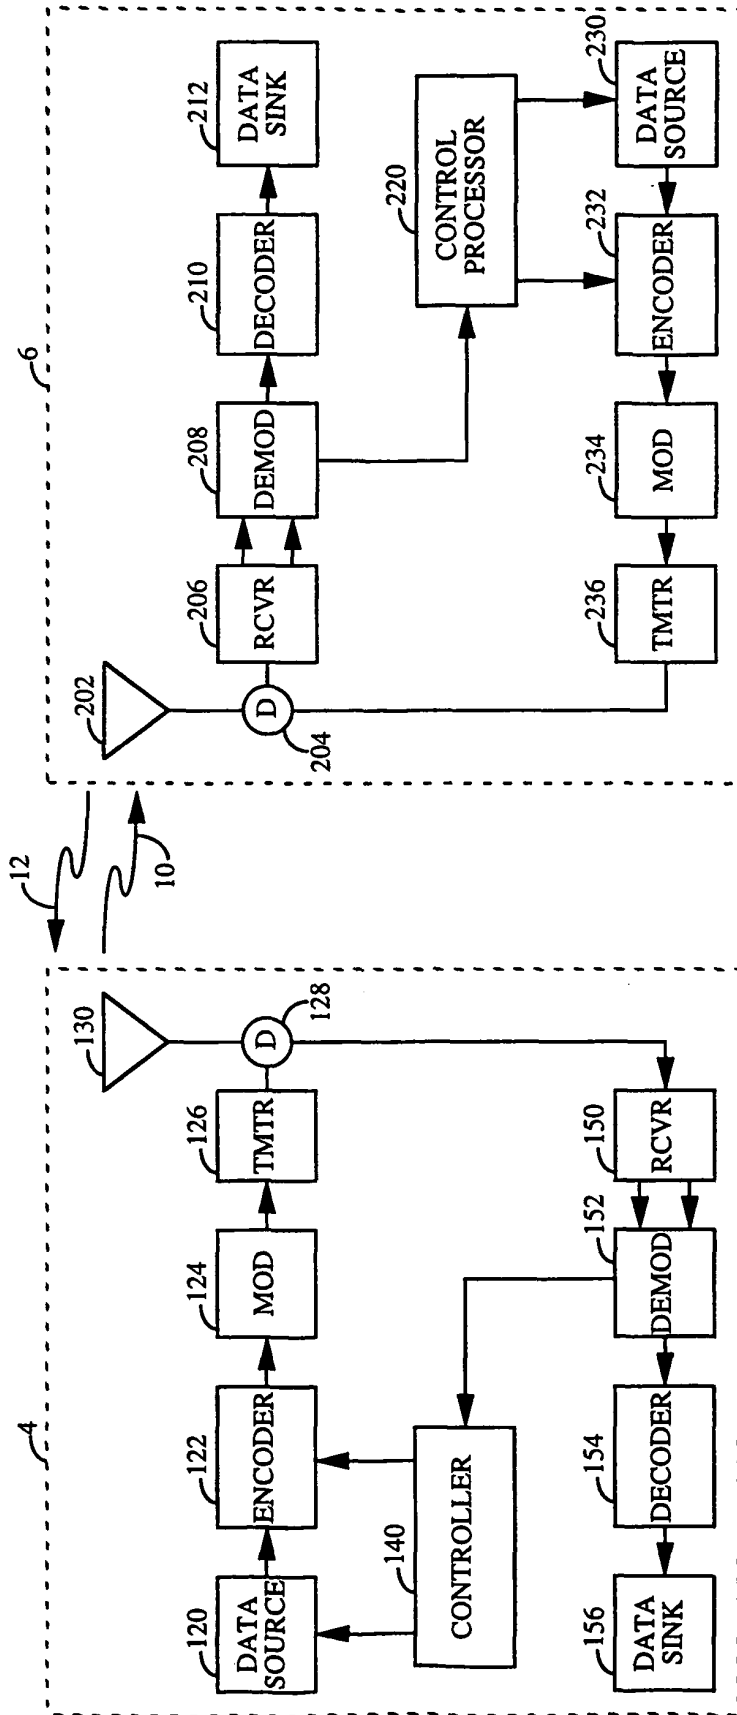 4
120
DATA
SOURCE
122
ENCODER
124
MOD
126
TMTR
130
D
128
140
CONTROLLER
156
DATA
SINK
154
DECODER
152
DEMOD
150
RCVR
12
10
6
202
D
204
206
RCVR
208
DEMOD
210
DECODER
212
DATA
SINK
220
CONTROL
PROCESSOR
236
TMTR
234
MOD
232
ENCODER
230
DATA
SOURCE